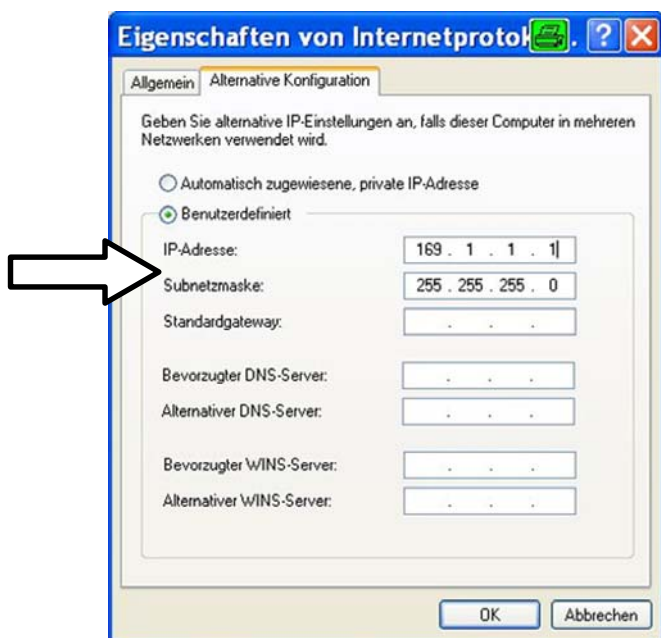 Eigenschaften von Internetprotok . ?
Allgemein Alternative Konfiguration
Geben Sie alternative IP-Einstellungen an, falls dieser Computer in mehreren
Netzwerken verwendet wird.
Automatisch zugewiesene, private IP-Adresse
Benutzerdefiniert
IP-Adresse: 169 . 1 . 1 . 1
Subnetzmaske: 255 . 255 . 255 . 0
Standardgateway: . . .
Bevorzugter DNS-Server: . . .
Alternativer DNS-Server: . . .
Bevorzugter WINS-Server: . . .
Alternativer WINS-Server: . . .
OK Abbrechen